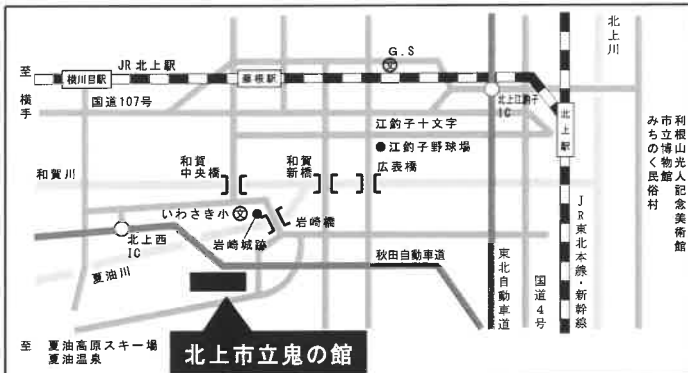 北上川
G.S
文
JR北上駅
至
横手
横川目駅
藤根駅
国道107号
北上江釣子
IC
北上駅
利根山光人記念美術館
市立博物館
みちのく民俗村
江釣子十文字
江釣子野球場
広表橋
和賀川
和賀
中央橋
和賀
新橋
いわさき小
文
岩崎橋
岩崎城跡
北上西
IC
夏油川
秋田自動車道
東北自動車道
国道4号
JR東北本線・新幹線
至
夏油高原スキー場
夏油温泉
北上市立鬼の館